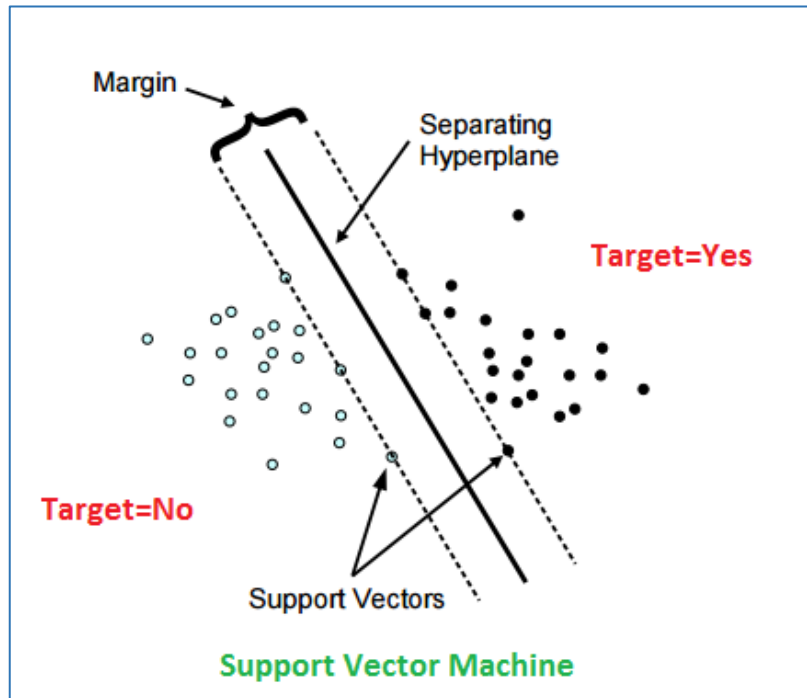 Margin
Separating
Hyperplane
Target=Yes
Target=No
Support Vectors
Support Vector Machine